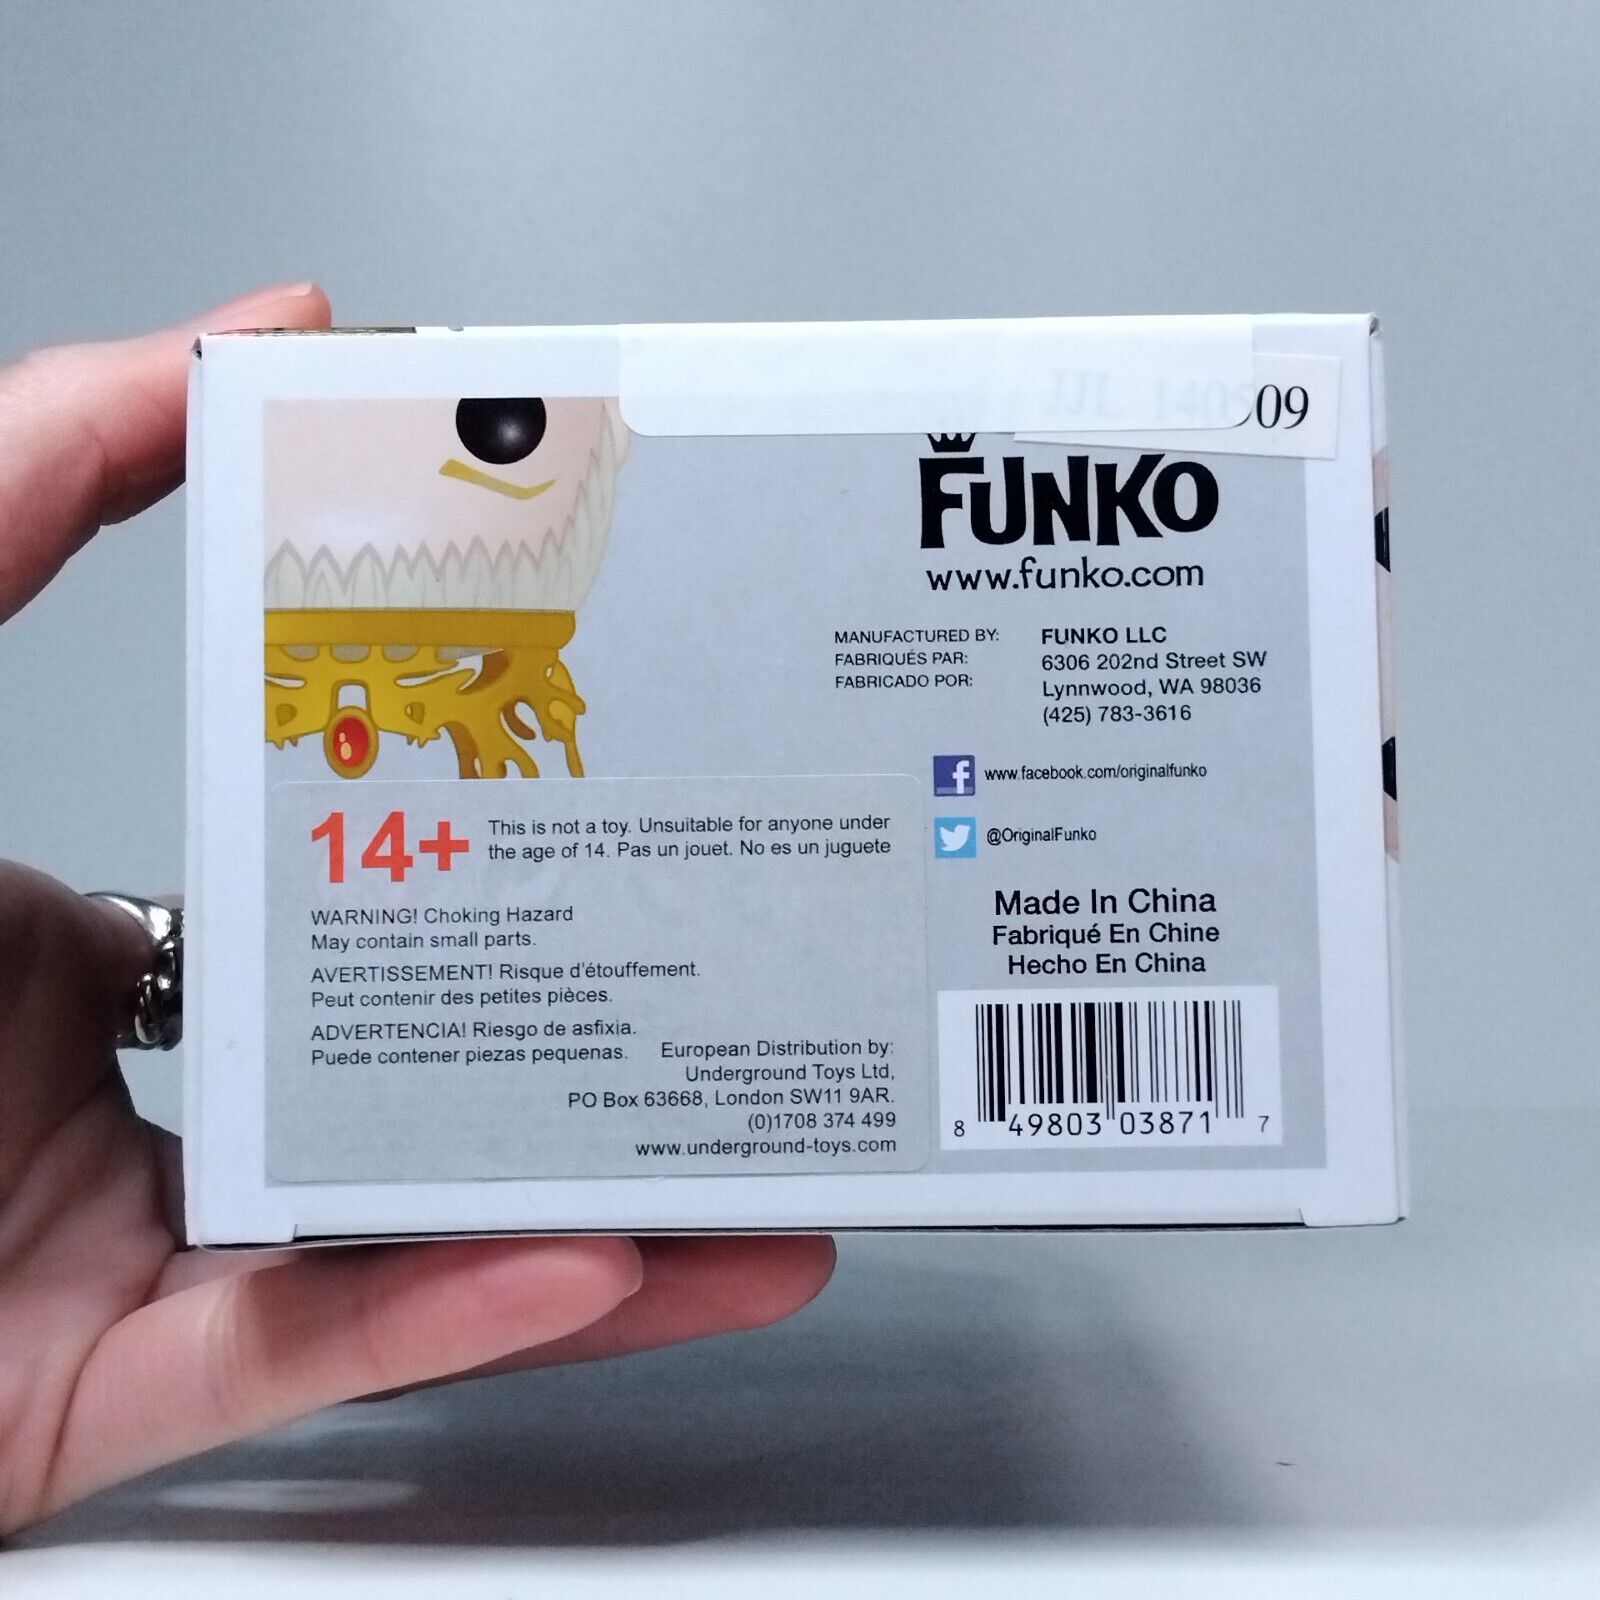 JJL 140509
FUNKO
www.funko.com
MANUFACTURED BY: FUNKO LLC
FABRIQUÉS PAR: 6306 202nd Street SW
FABRICADO POR: Lynnwood, WA 98036
(425) 783-3616
f www.facebook.com/originalfunko
@OriginalFunko
14+
This is not a toy. Unsuitable for anyone under
the age of 14. Pas un jouet. No es un juguete
WARNING! Choking Hazard
May contain small parts.
AVERTISSEMENT! Risque d'étouffement.
Peut contenir des petites pièces.
ADVERTENCIA! Riesgo de asfixia.
Puede contener piezas pequenas.
European Distribution by:
Underground Toys Ltd,
PO Box 63668, London SW11 9AR.
(0)1708 374 499
www.underground-toys.com
Made In China
Fabriqué En Chine
Hecho En China
8 49803 03871 7